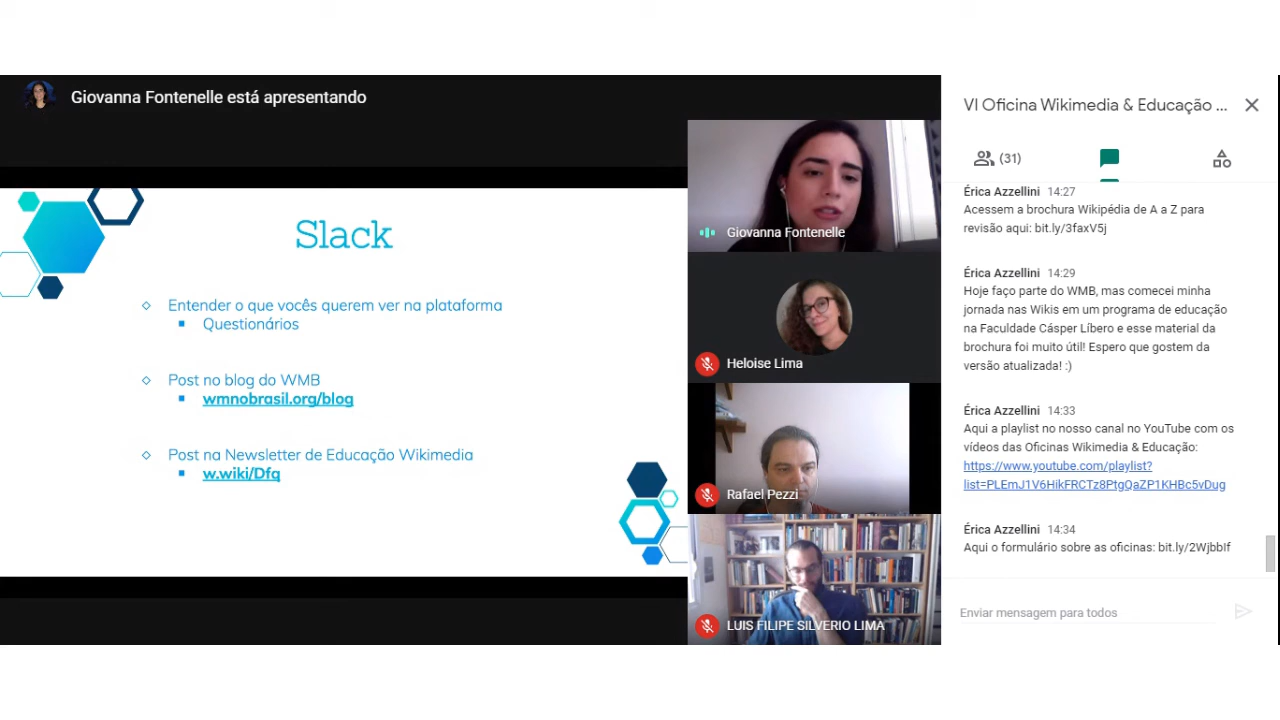 Giovanna Fontenelle está apresentando
Slack
Entender o que vocês querem ver na plataforma
Questionários
Post no blog do WMB
wmnobrasil.org/blog
Post na Newsletter de Educação Wikimedia
w.wiki/Dfq
Giovanna Fontenelle
Heloise Lima
Rafael Pezzi
LUIS FILIPE SILVERIO LIMA
VI Oficina Wikimedia & Educação ...
(31)
Érica Azzellini 14:27
Acessem a brochura Wikipédia de A a Z para
revisão aqui: bit.ly/3faxV5j
Érica Azzellini 14:29
Hoje faço parte do WMB, mas comecei minha
jornada nas Wikis em um programa de educação
na Faculdade Cásper Líbero e esse material da
brochura foi muito útil! Espero que gostem da
versão atualizada! :)
Érica Azzellini 14:33
Aqui a playlist no nosso canal no YouTube com os
vídeos das Oficinas Wikimedia & Educação:
https://www.youtube.com/playlist?
list=PLEmJ1V6HikFRCTz8PtgQaZP1KHBc5vDug
Érica Azzellini 14:34
Aqui o formulário sobre as oficinas: bit.ly/2WjbbIf
Enviar mensagem para todos